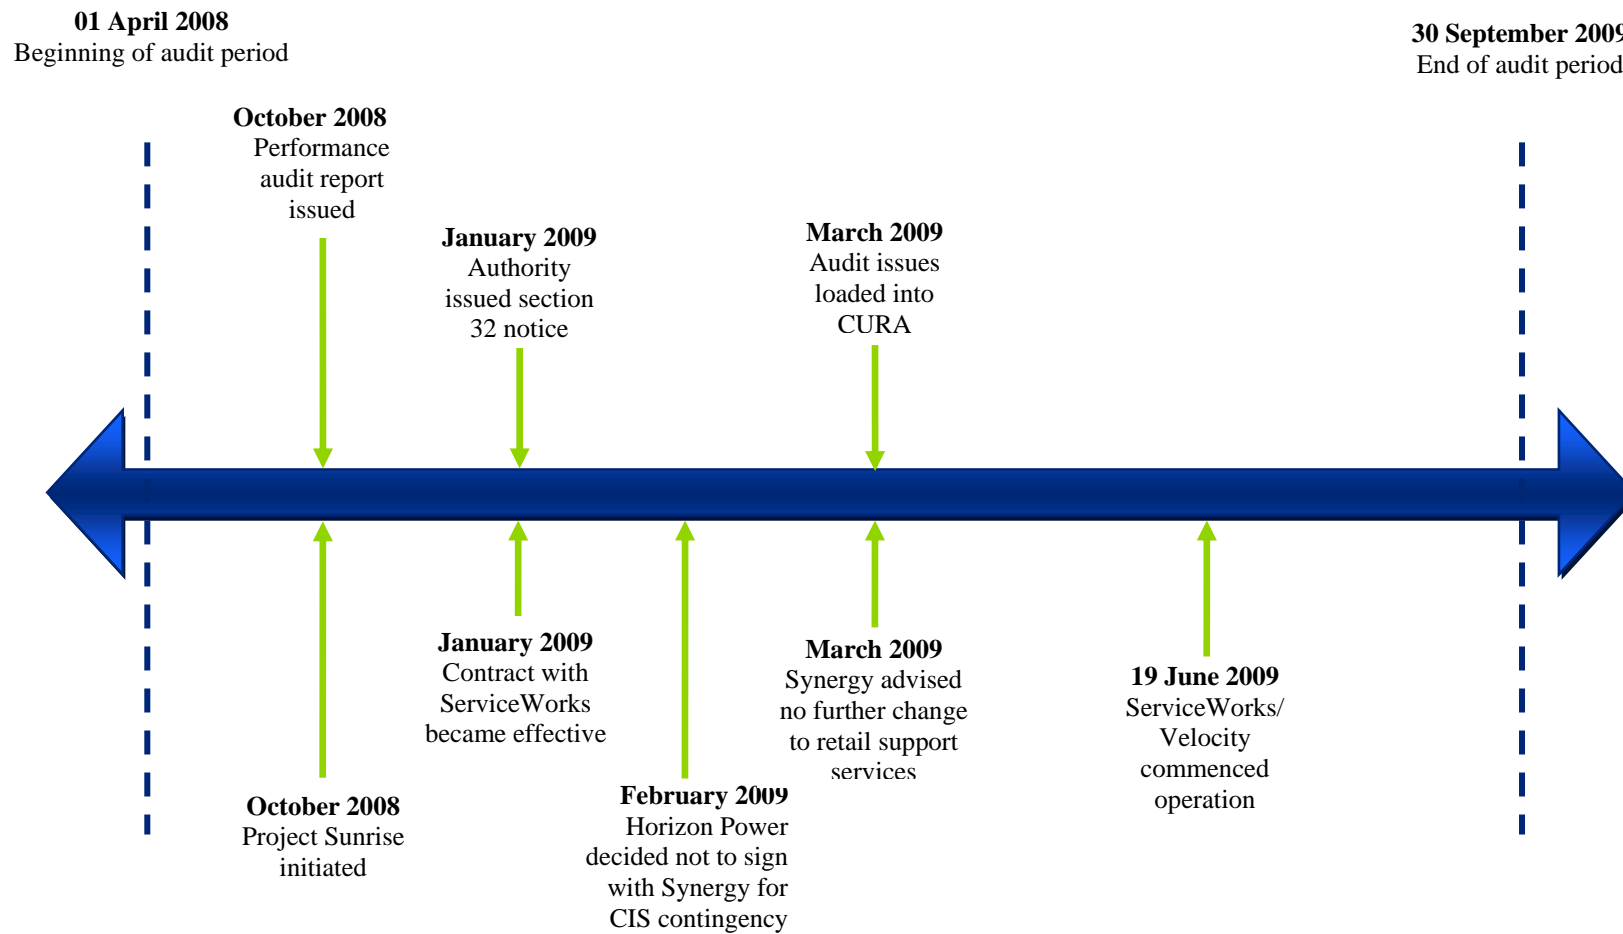 01 April 2008
Beginning of audit period
30 September 2009
End of audit period
October 2008
Performance
audit report
issued
January 2009
Authority
issued section
32 notice
March 2009
Audit issues
loaded into
CURA
October 2008
Project Sunrise
initiated
January 2009
Contract with
ServiceWorks
became effective
February 2009
Horizon Power
decided not to sign
with Synergy for
CIS contingency
March 2009
Synergy advised
no further change
to retail support
services
19 June 2009
ServiceWorks/
Velocity
commenced
operation